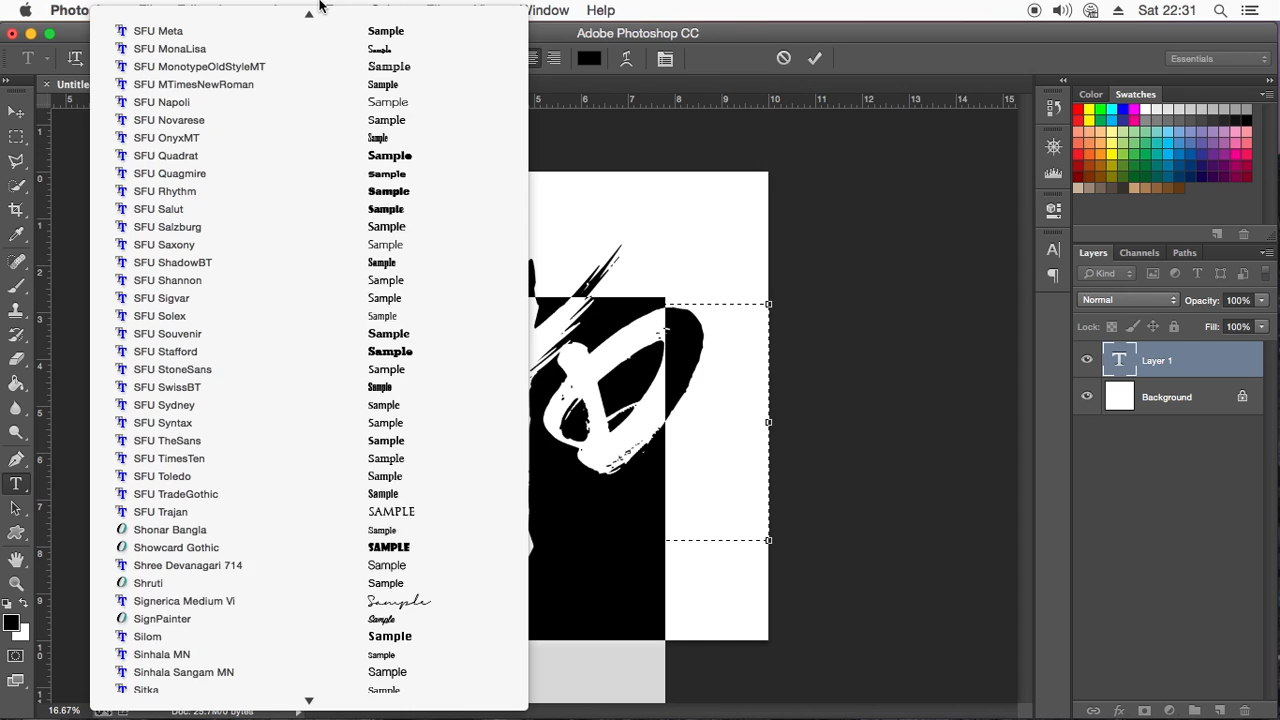 Window
Sat 22:31
Adobe Photoshop CC
Essentials
Untitle
5 5 6 7 8 9 10 11 12 13 14 15
SFU Meta Sample
SFU MonaLisa Sample
SFU MonotypeOldStyleMT Sample
SFU MTimesNewRoman Sample
SFU Napoli Sample
SFU Novarese Sample
SFU OnyxMT Sample
SFU Quadrat Sample
SFU Quagmire Sample
SFU Rhythm Sample
SFU Salut Sample
SFU Salzburg Sample
SFU Saxony Sample
SFU ShadowBT Sample
SFU Shannon Sample
SFU Sigvar Sample
SFU Solex Sample
SFU Souvenir Sample
SFU Stafford Sample
SFU StoneSans Sample
SFU SwissBT Sample
SFU Sydney Sample
SFU Syntax Sample
SFU TheSans Sample
SFU TimesTen Sample
SFU Toledo Sample
SFU TradeGothic Sample
SFU Trajan SAMPLE
Shonar Bangla Sample
Showcard Gothic SAMPLE
Shree Devanagari 714 Sample
Shruti Sample
Signerica Medium Vi Sample
SignPainter Sample
Silom Sample
Sinhala MN Sample
Sinhala Sangam MN Sample
Sitka Sample
16.67%
Doc: 25.7M/0 bytes
Color Swatches
Layers Channels Paths
Kind
Normal Opacity: 100%
Lock: Fill: 100%
Layer 1
Background